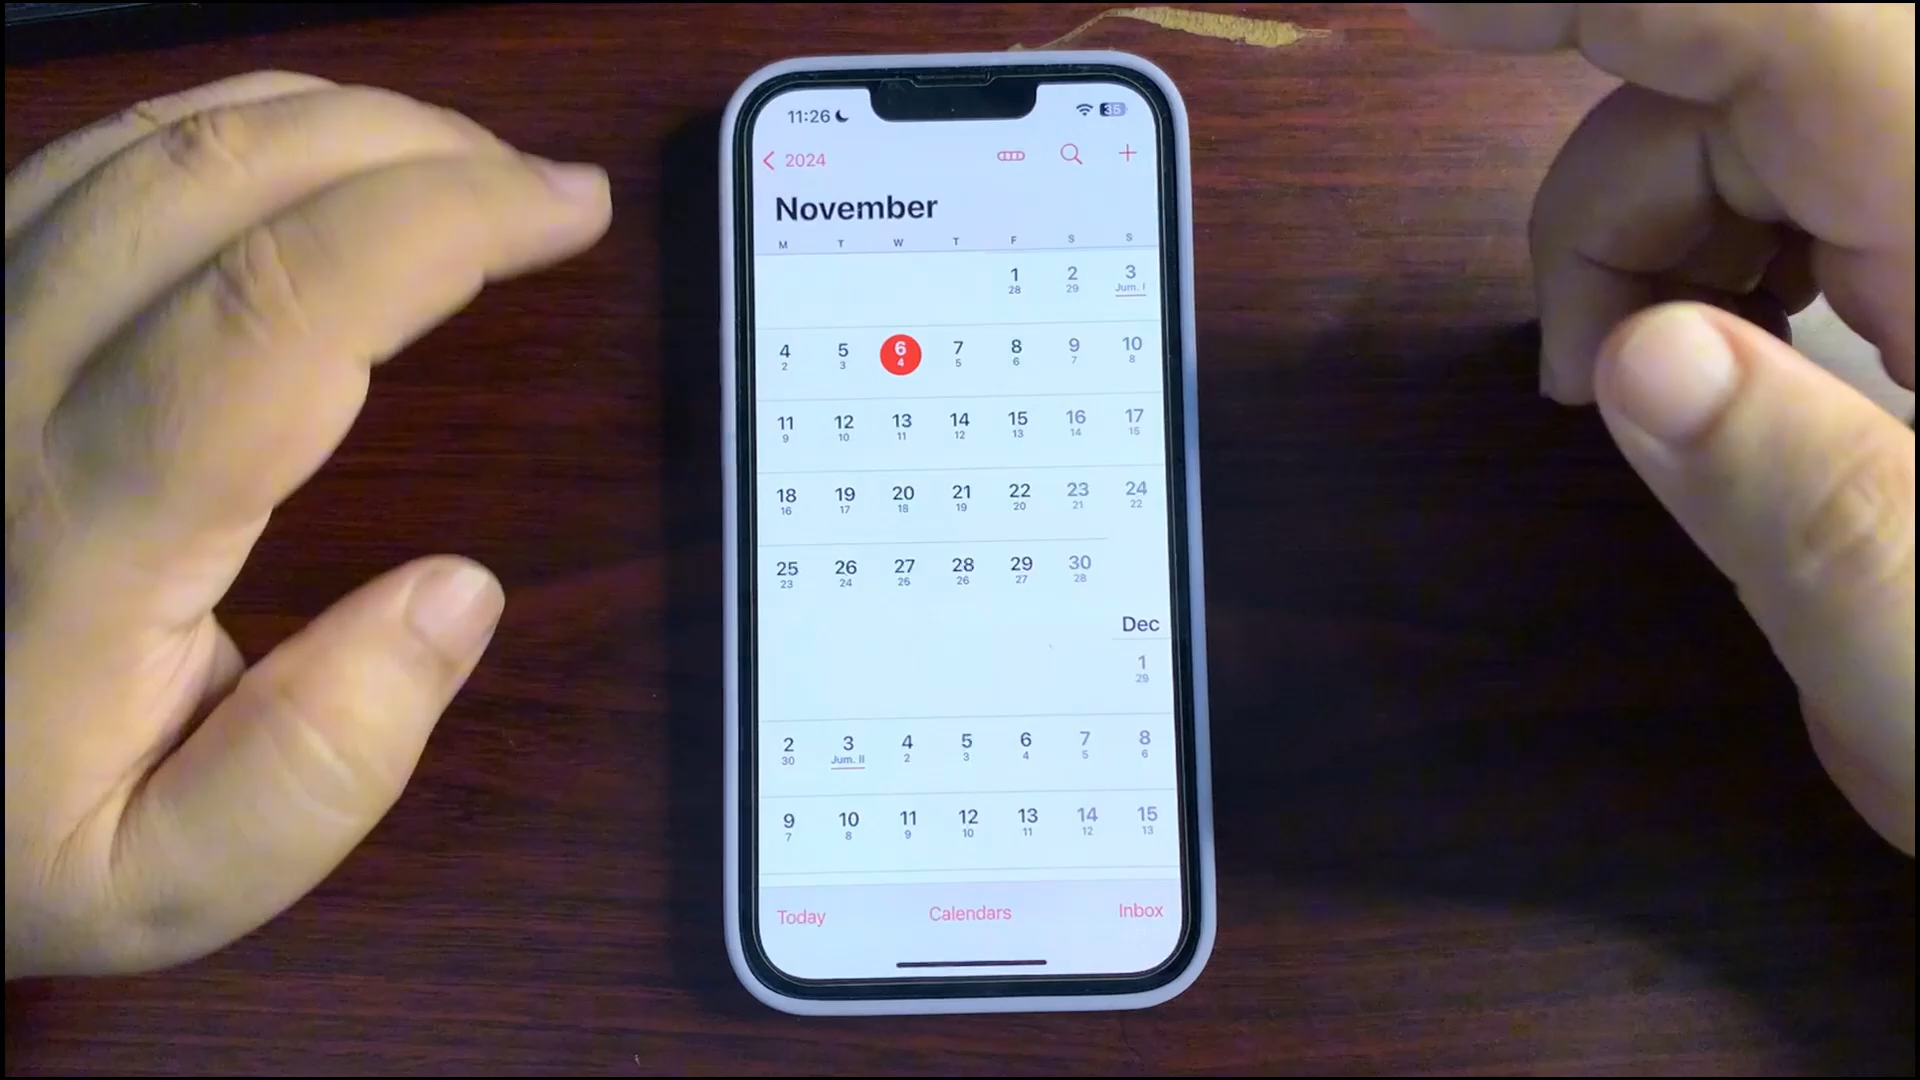 11:26 35
2024
November
M T W T F S S
1 2 3
28 29 Jum. I
4 5 6 7 8 9 10
2 3 4 5 6 7 8
11 12 13 14 15 16 17
9 10 11 12 13 14 15
18 19 20 21 22 23 24
16 17 18 19 20 21 22
25 26 27 28 29 30
23 24 25 26 27 28
Dec
1
29
2 3 4 5 6 7 8
30 Jum. II 2 3 4 5 6
9 10 11 12 13 14 15
7 8 9 10 11 12 13
Today Calendars Inbox